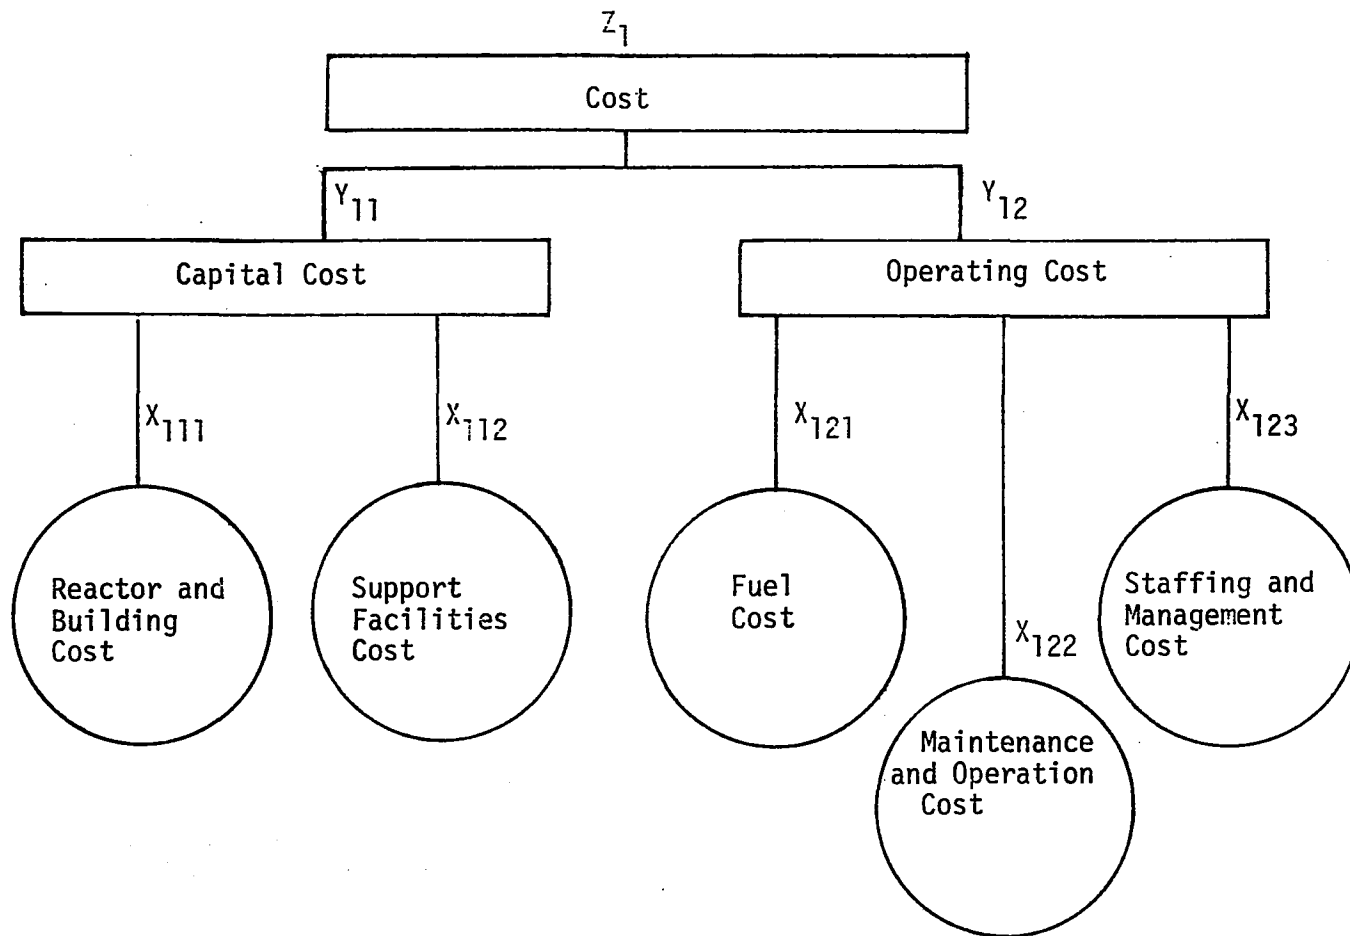 Z1
Cost
Y11
Y12
Capital Cost
Operating Cost
X111
X112
X121
X123
Reactor and
Building
Cost
Support
Facilities
Cost
Fuel
Cost
X122
Staffing and
Management
Cost
Maintenance
and Operation
Cost